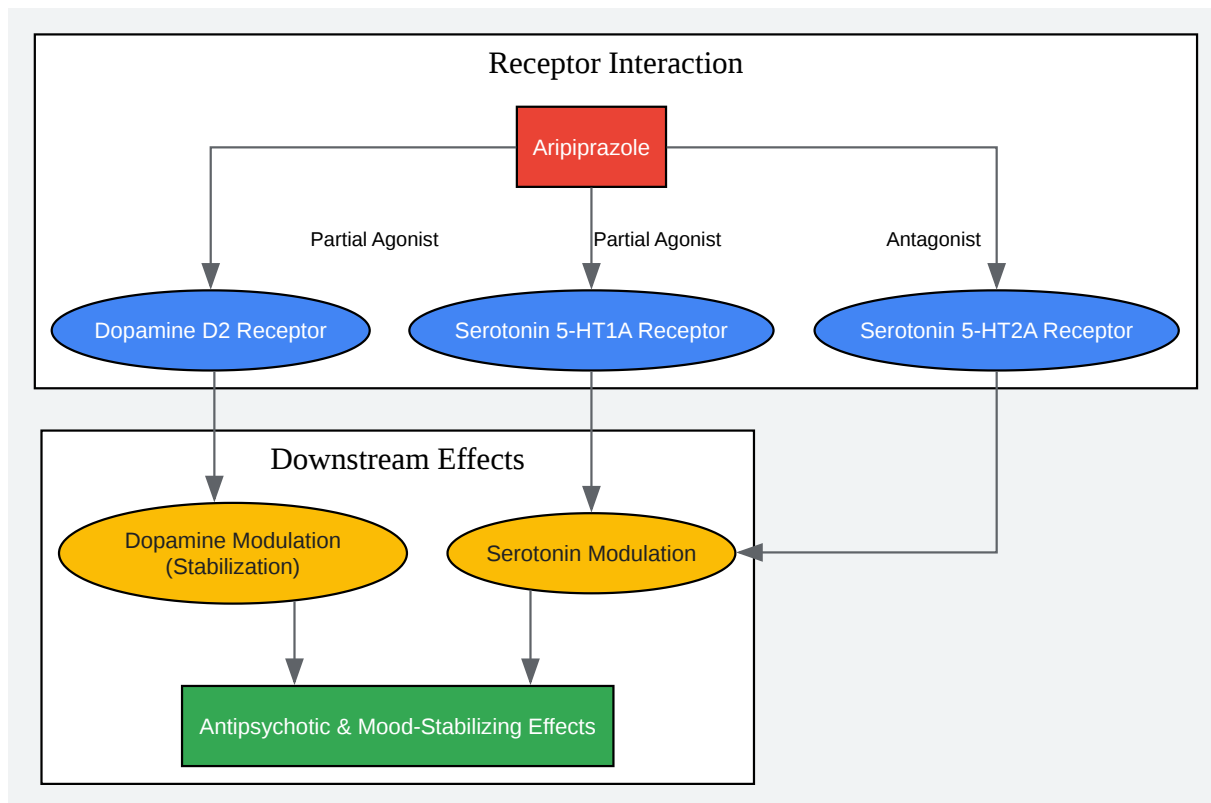 Receptor Interaction
Aripiprazole
Partial Agonist
Partial Agonist
Antagonist
Dopamine D2 Receptor
Serotonin 5-HT1A Receptor
Serotonin 5-HT2A Receptor
Downstream Effects
Dopamine Modulation
(Stabilization)
Serotonin Modulation
Antipsychotic & Mood-Stabilizing Effects